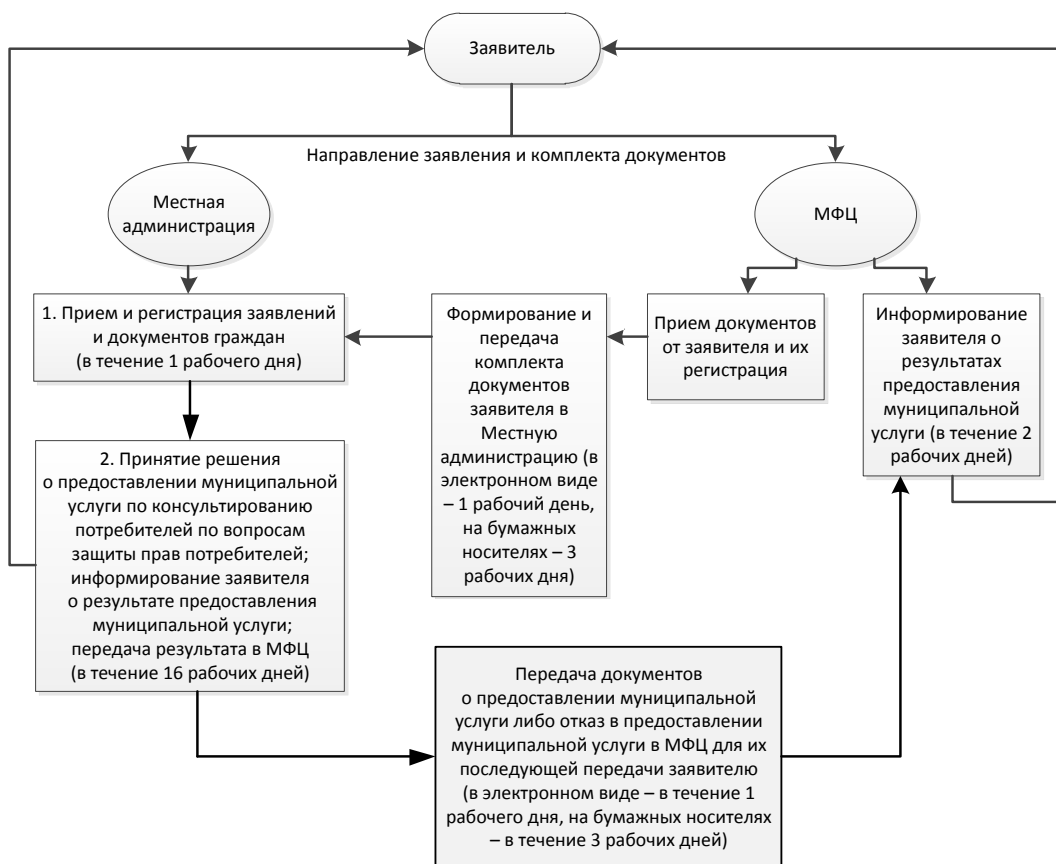 Заявитель
Направление заявления и комплекта документов
Местная
администрация
МФЦ
1. Прием и регистрация заявлений
и документов граждан
(в течение 1 рабочего дня)
Формирование и
передача
комплекта
документов
заявителя в
Местную
администрацию (в
электронном виде
– 1 рабочий день,
на бумажных
носителях – 3
рабочих дня)
Прием документов
от заявителя и их
регистрация
Информирование
заявителя о
результатах
предоставления
муниципальной
услуги (в течение 2
рабочих дней)
2. Принятие решения
о предоставлении муниципальной
услуги по консультированию
потребителей по вопросам
защиты прав потребителей;
информирование заявителя
о результате предоставления
муниципальной услуги;
передача результата в МФЦ
(в течение 16 рабочих дней)
Передача документов
о предоставлении муниципальной
услуги либо отказ в предоставлении
муниципальной услуги в МФЦ для их
последующей передачи заявителю
(в электронном виде – в течение 1
рабочего дня, на бумажных носителях
– в течение 3 рабочих дней)